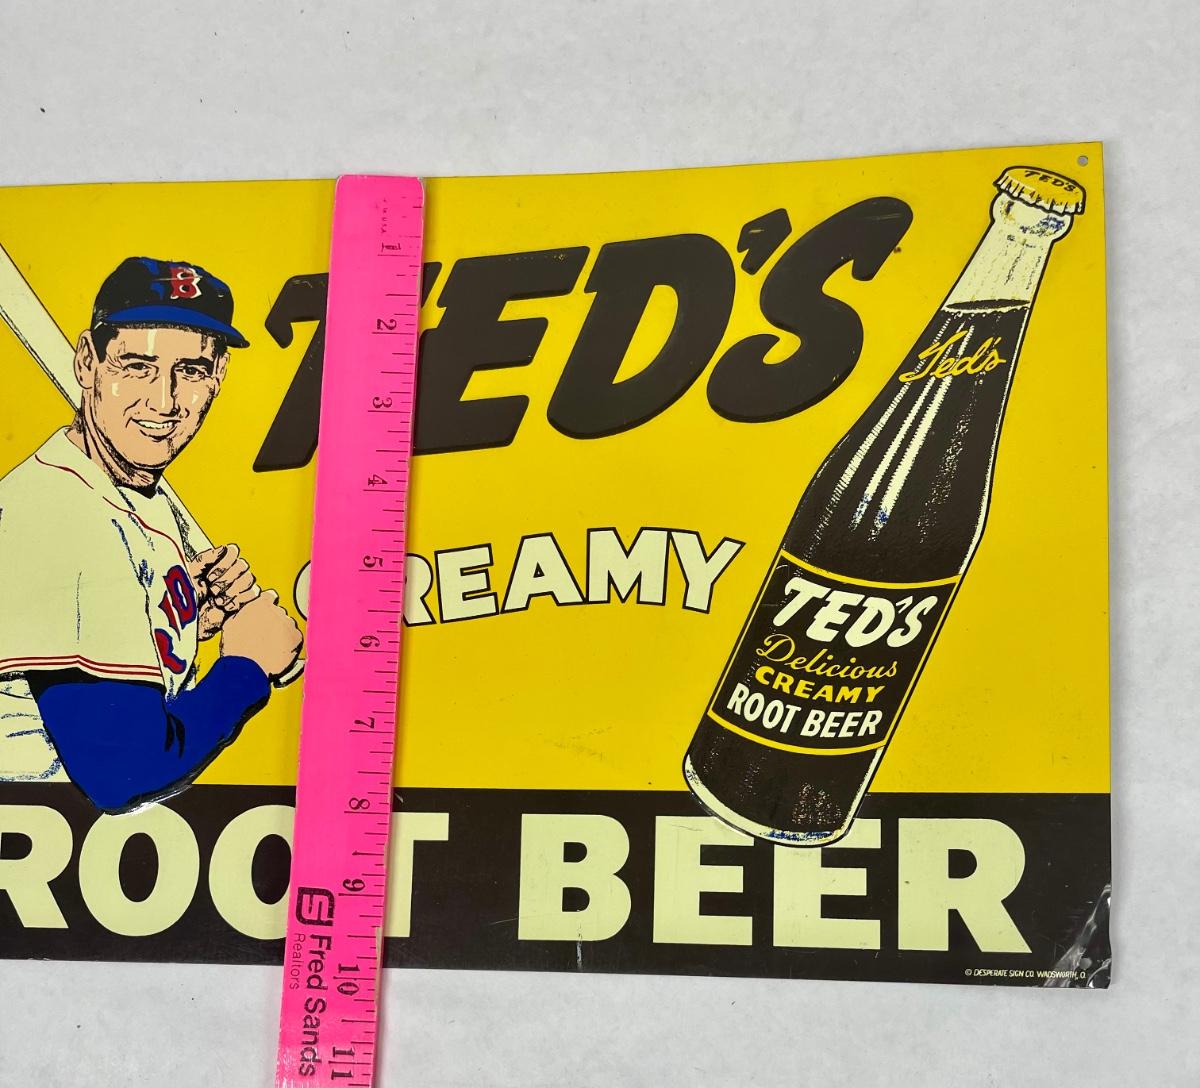 TED'S
TED'S
Ted's
CREAMY
TED'S
Delicious
CREAMY
ROOT BEER
ROOT BEER
© DESPERATE SIGN CO. WADSWORTH, O.
B
U.S.A.
1
2
3
4
5
6
7
8
9
10
11
S
Fred Sands
Realtors